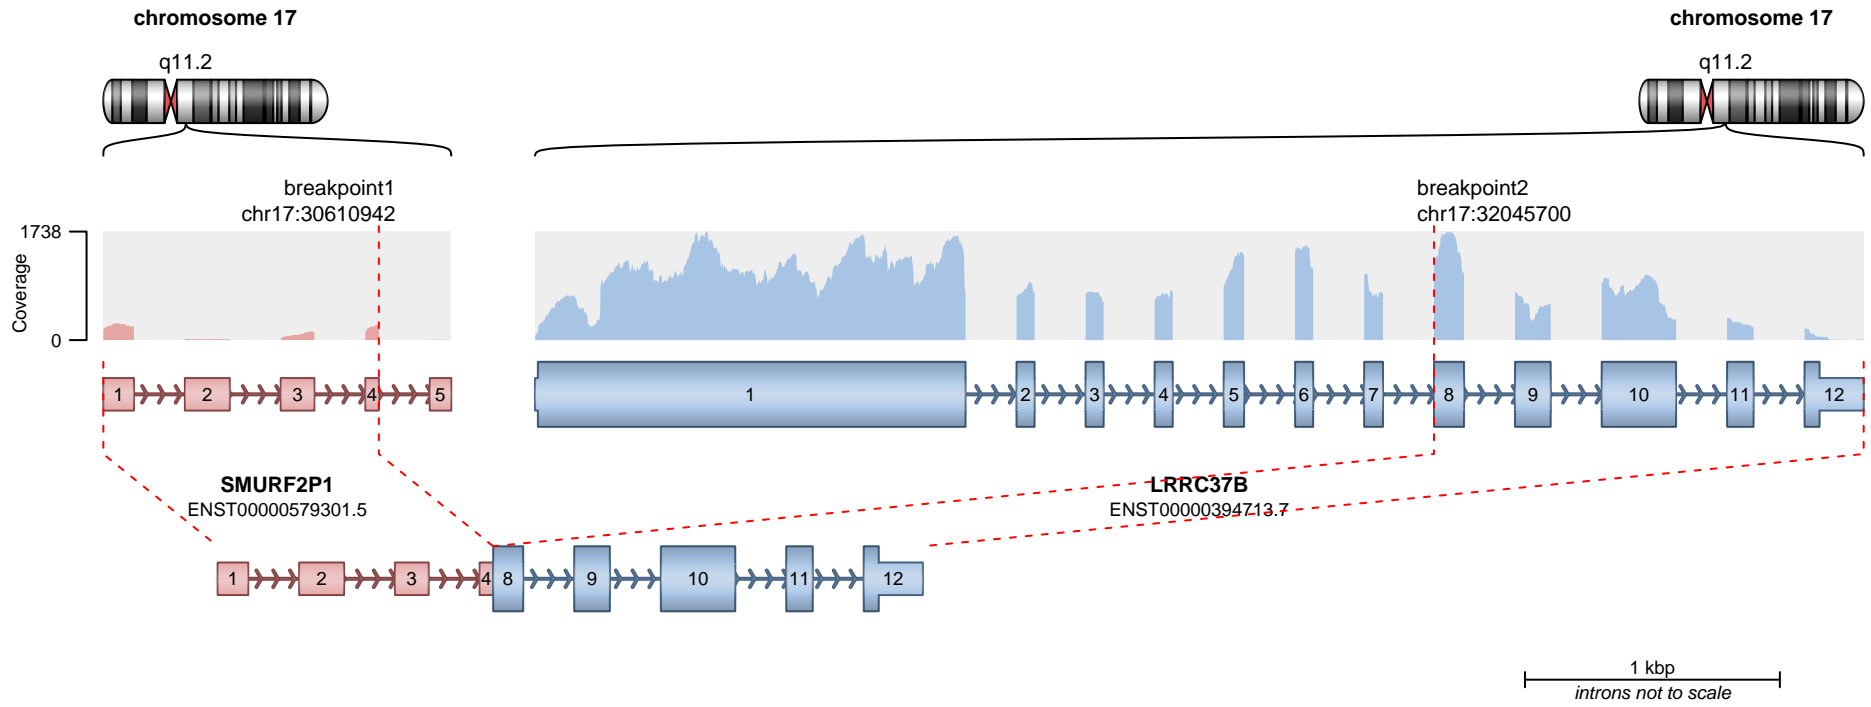 chromosome 17
chromosome 17
q11.2
q11.2
breakpoint1
chr17:30610942
breakpoint2
chr17:32045700
Coverage
1738
0
1 2 3 4 5
1 2 3 4 5 6 7 8 9 10 11 12
SMURF2P1
ENST00000579301.5
LRRC37B
ENST00000394713.7
1 2 3 4 8 9 10 11 12
1 kbp
introns not to scale